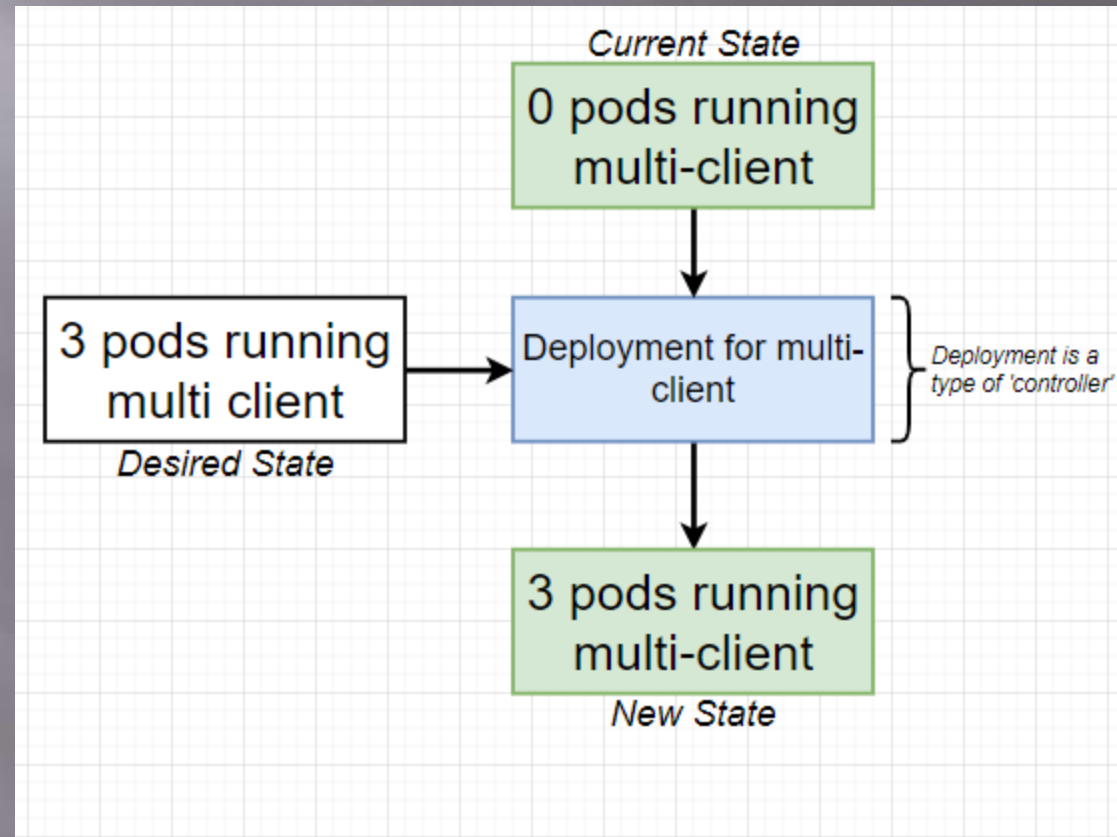 Current State
0 pods running
multi-client
3 pods running
multi client
Desired State
Deployment for multi-
client
Deployment is a
type of 'controller'
3 pods running
multi-client
New State